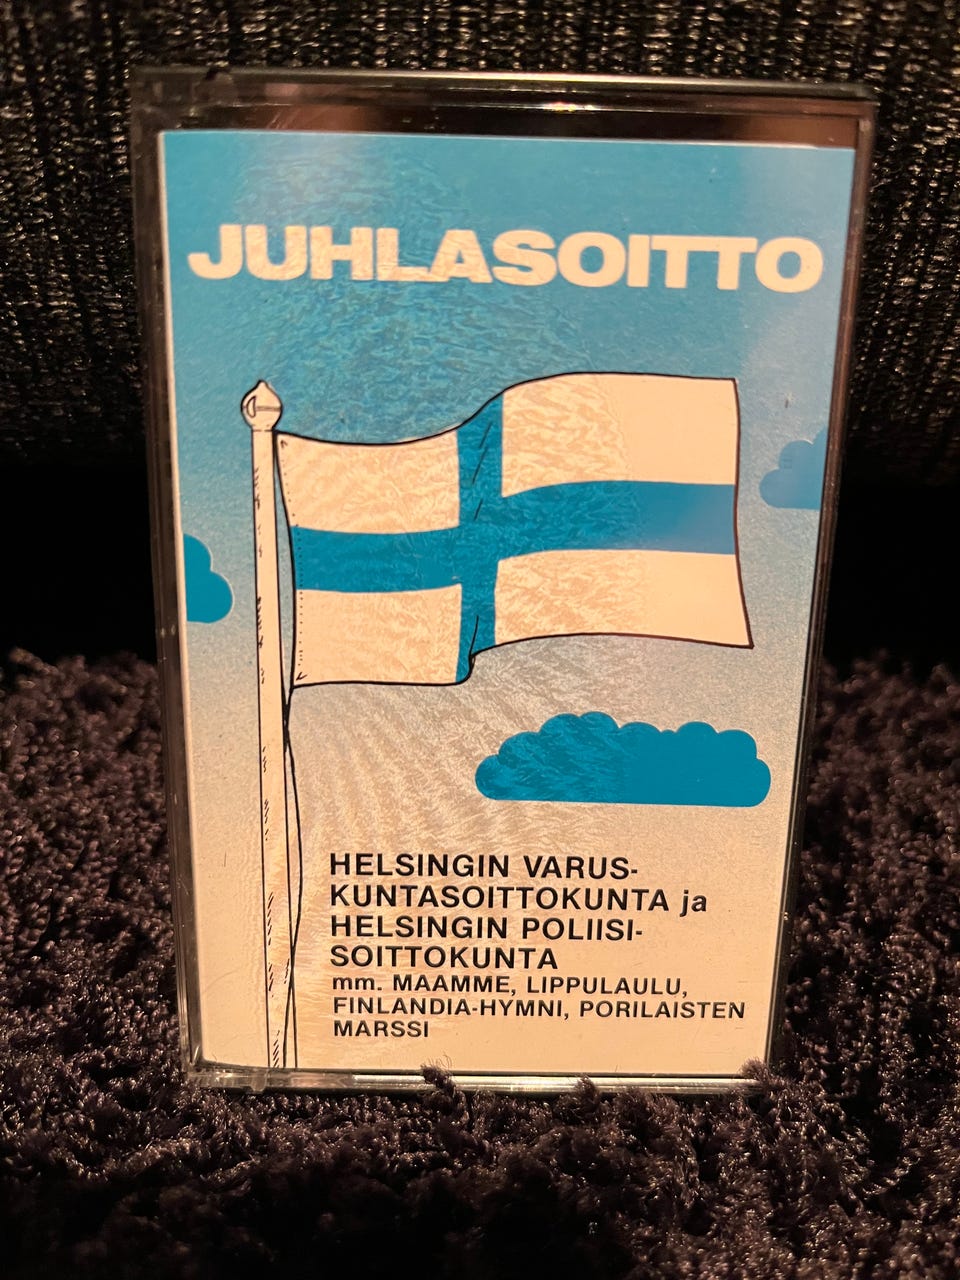 JUHLASOITTO
HELSINGIN VARUS-
KUNTASOITTOKUNTA ja
HELSINGIN POLIISI-
SOITTOKUNTA
mm. MAAMME, LIPPULAULU,
FINLANDIA-HYMNI, PORILAISTEN
MARSSI